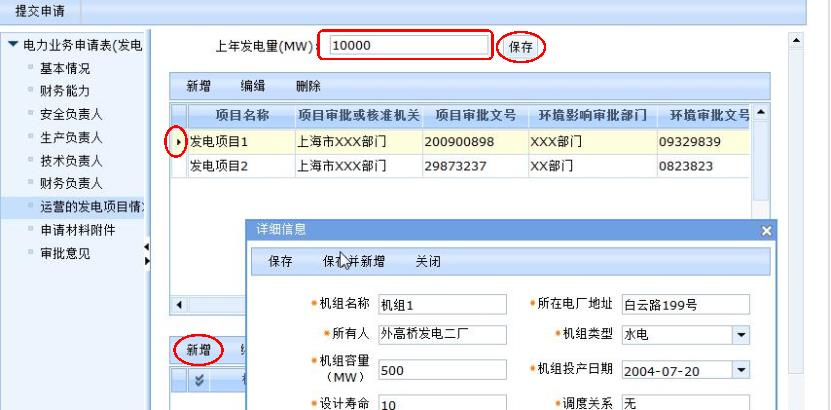 提交申请
电力业务申请表(发电
基本情况
财务能力
安全负责人
生产负责人
技术负责人
财务负责人
运营的发电项目情
申请材料附件
审批意见
上年发电量(MW): 10000 保存
新增 编辑 删除
项目名称 项目审批或核准机关 项目审批文号 环境影响审批部门 环境审批文号
发电项目1 上海市XXX部门 200900898 XXX部门 09329839
发电项目2 上海市XXX部门 29873237 XX部门 0823823
新增
详细信息
保存 保存并新增 关闭
*机组名称 机组1 *所在电厂地址 白云路199号
*所有人 外高桥发电二厂 *机组类型 水电
*机组容量
(MW) 500 *机组投产日期 2004-07-20
*设计寿命 10 *调度关系 无